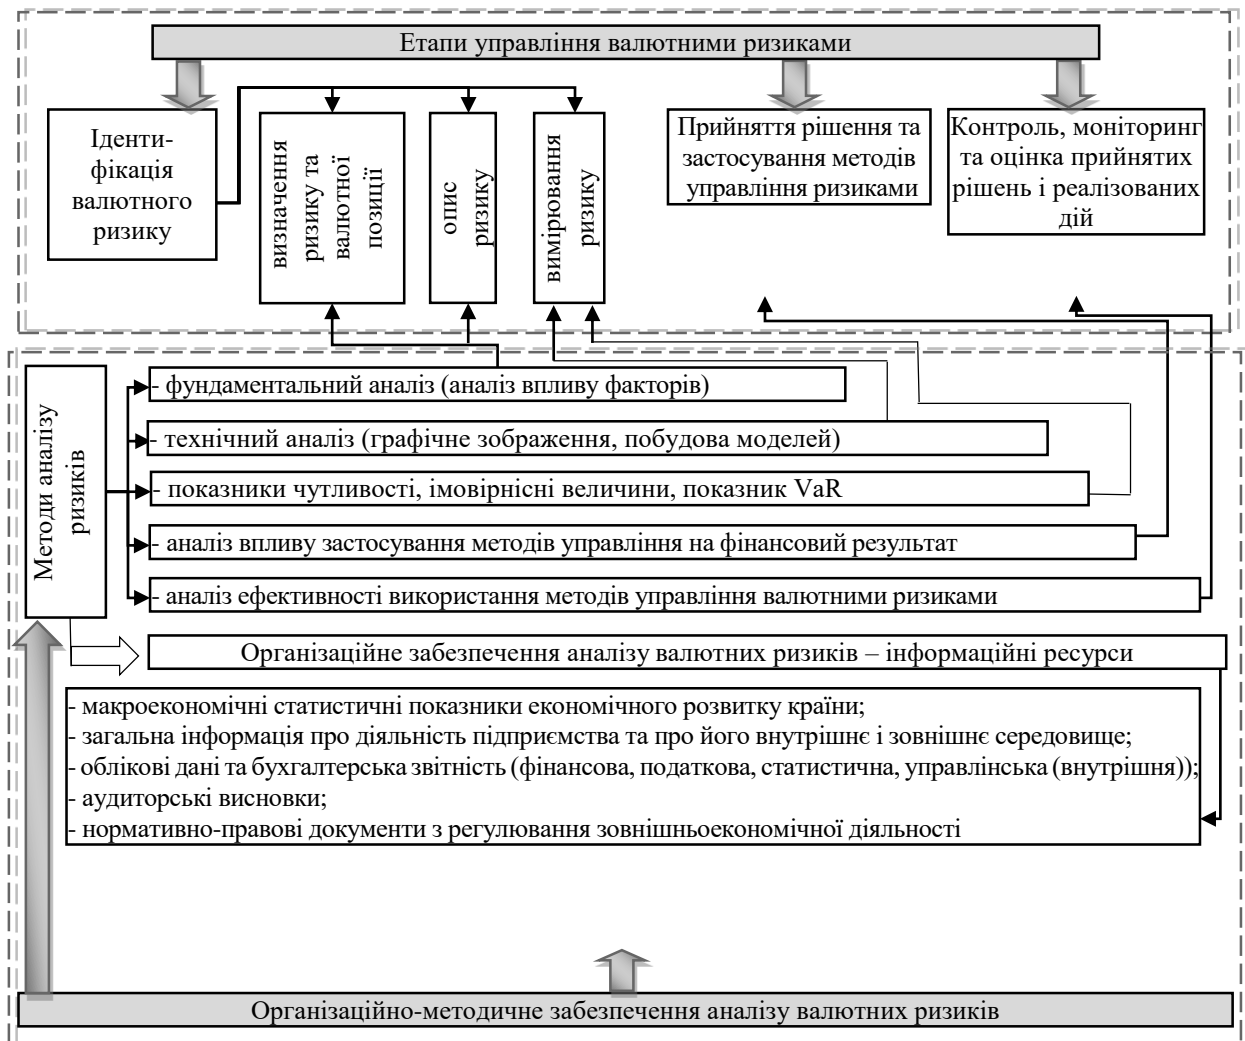 Етапи управління валютними ризиками
Іденти-
фікація
валютного
ризику
визначення
ризику та
валютної
позиції
опис
ризику
вимірювання
ризику
Прийняття рішення та
застосування методів
управління ризиками
Контроль, моніторинг
та оцінка прийнятих
рішень і реалізованих
дій
Методи аналізу
ризиків
- фундаментальний аналіз (аналіз впливу факторів)
- технічний аналіз (графічне зображення, побудова моделей)
- показники чутливості, імовірнісні величини, показник VaR
- аналіз впливу застосування методів управління на фінансовий результат
- аналіз ефективності використання методів управління валютними ризиками
Організаційне забезпечення аналізу валютних ризиків – інформаційні ресурси
- макроекономічні статистичні показники економічного розвитку країни;
- загальна інформація про діяльність підприємства та про його внутрішнє і зовнішнє середовище;
- облікові дані та бухгалтерська звітність (фінансова, податкова, статистична, управлінська (внутрішня));
- аудиторські висновки;
- нормативно-правові документи з регулювання зовнішньоекономічної діяльності
Організаційно-методичне забезпечення аналізу валютних ризиків